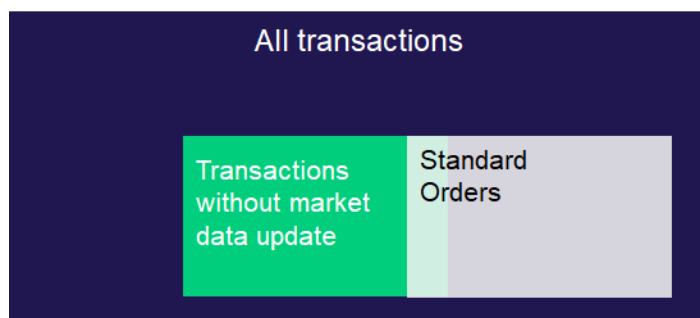 All transactions
Transactions
without market
data update
Standard
Orders